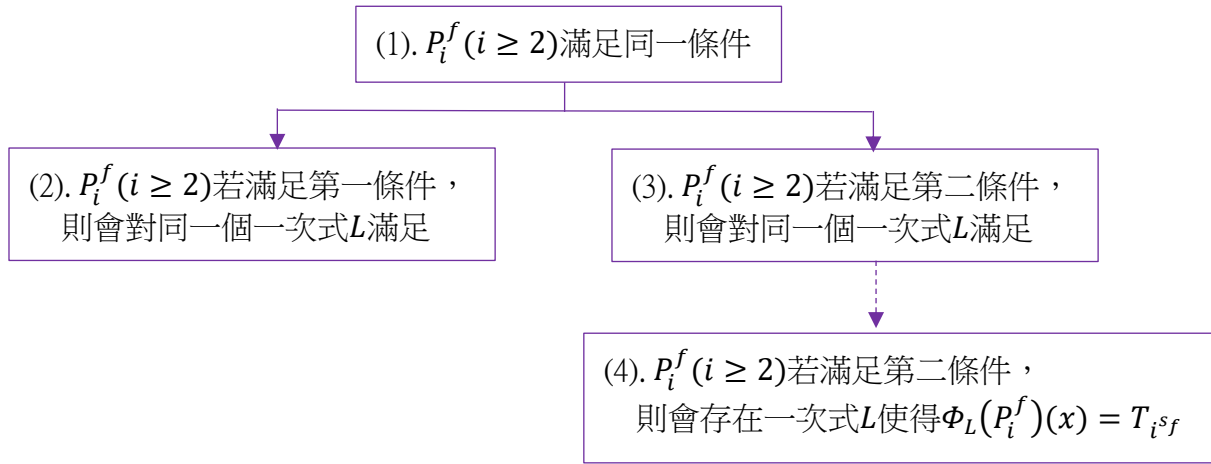 (1). $P_i^f(i \geq 2)$滿足同一條件
(2). $P_i^f(i \geq 2)$若滿足第一條件，
則會對同一個一次式$L$滿足
(3). $P_i^f(i \geq 2)$若滿足第二條件，
則會對同一個一次式$L$滿足
(4). $P_i^f(i \geq 2)$若滿足第二條件，
則會存在一次式$L$使得$\Phi_L(P_i^f)(x) = T_{i^{s_f}}$